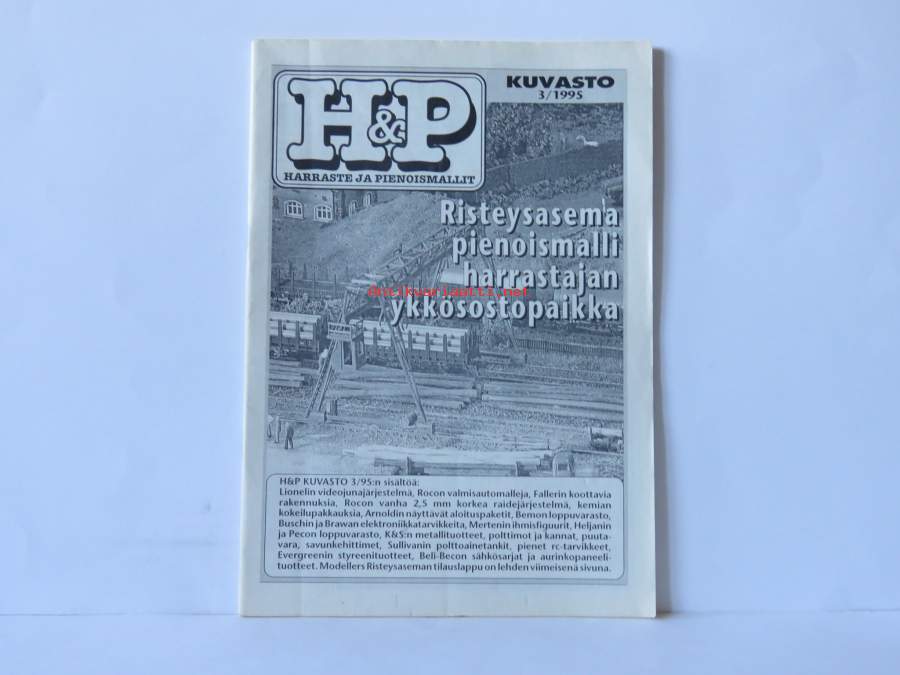 KUVASTO
3/1995
H&P
HARRASTE JA PIENOISMALLIT
Risteysasema
pienoismalli
harrastajan
antikvariaatti.net
ykkösostopaikka
H&P KUVASTO 3/95:n sisältöä:
Lionelin videojunajärjestelmä, Rocon valmisautomalleja, Fallerin koottavia
rakennuksia, Rocon vanha 2,5 mm korkea raidejärjestelmä, kemian
kokeilupakkauksia, Arnoldin näyttävät aloituspaketit, Bemon loppuvarasto,
Buschin ja Brawan elektroniikkatarvikkeita, Mertenin ihmisfiguurit, Heljanin
ja Pecon loppuvarasto, K&S:n metallituotteet, polttimot ja kannat, puuta-
vara, savunkehittimet, Sullivanin polttoainetankit, pienet rc-tarvikkeet,
Evergreenin styreenituotteet, Beli-Becon sähkösarjat ja aurinkopaneeli-
tuotteet. Modellers Risteysaseman tilauslappu on lehden viimeisenä sivuna.